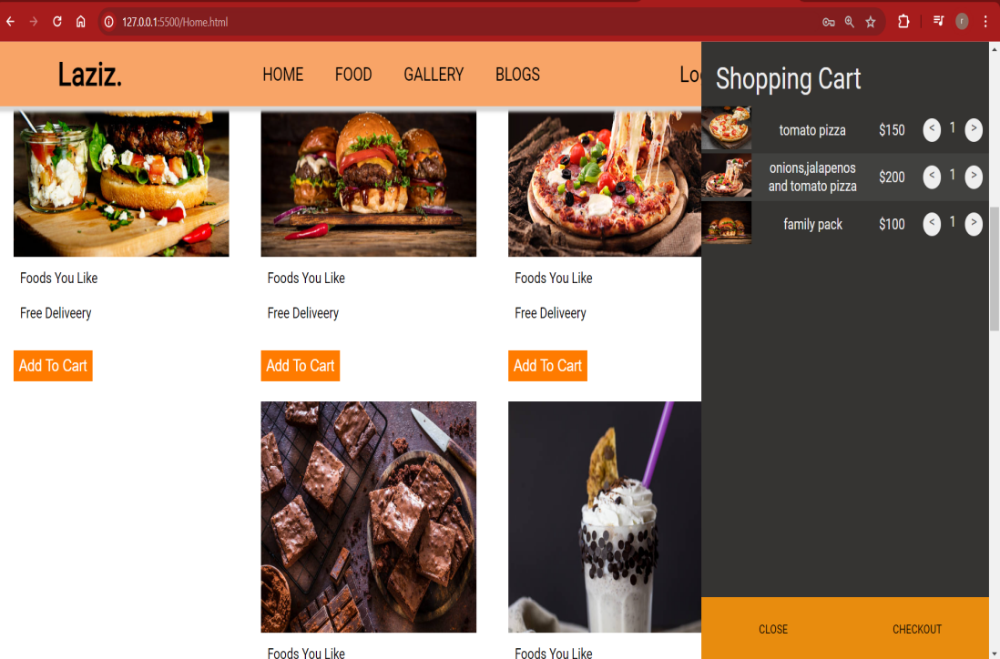 127.0.0.1:5500/Home.html
r
Laziz.
HOME
FOOD
GALLERY
BLOGS
Shopping Cart
tomato pizza
$150
<
1
>
onions,jalapenos
and tomato pizza
$200
<
1
>
family pack
$100
<
1
>
Foods You Like
Foods You Like
Foods You Like
Free Deliveery
Free Deliveery
Free Deliveery
Add To Cart
Add To Cart
Add To Cart
Foods You Like
Foods You Like
CLOSE
CHECKOUT